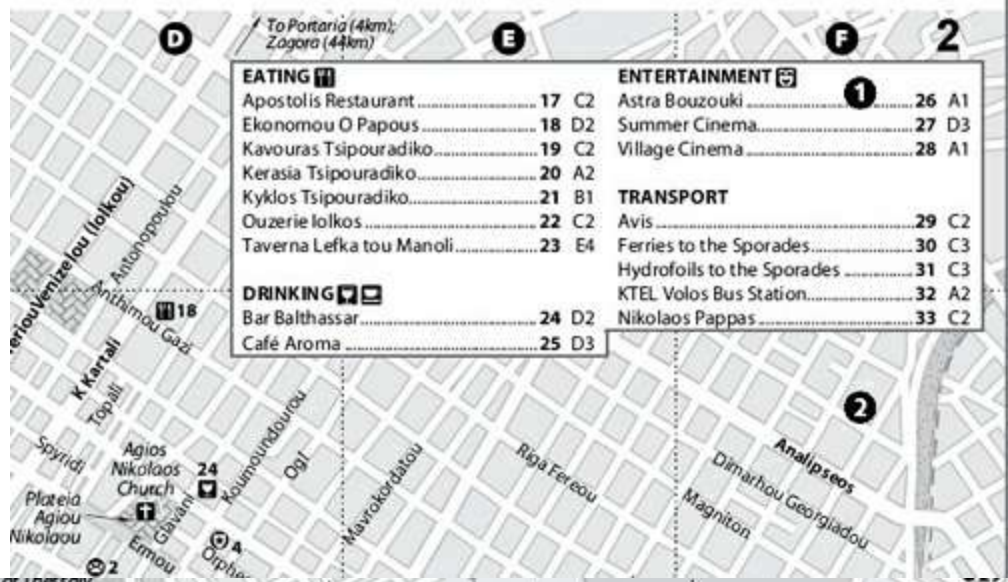 D
To Portaria (4km);
Zagora (44km)
E
F
2
EATING
Apostolis Restaurant 17 C2
Ekonomou O Papous 18 D2
Kavouras Tsipouradiko 19 C2
Kerasia Tsipouradiko 20 A2
Kyklos Tsipouradiko 21 B1
Ouzerie Iolkos 22 C2
Taverna Lefka tou Manoli 23 E4
DRINKING
Bar Balthassar 24 D2
Café Aroma 25 D3
ENTERTAINMENT
1
Astra Bouzouki 26 A1
Summer Cinema 27 D3
Village Cinema 28 A1
TRANSPORT
Avis 29 C2
Ferries to the Sporades 30 C3
Hydrofoils to the Sporades 31 C3
KTEL Volos Bus Station 32 A2
Nikolaos Pappas 33 C2
eriou Venizelou (Iolkou)
Antonopoulou
Anthimou Gazi
18
K Kartali
Topali
2
Spyridi
Agios
Nikolaos
Church
24
Koumoundourou
Ogl
Mavrokordatou
Riga Fereou
Analipseos
Dimarhou Georgiadou
Magniton
Plateia
Agiou
Nikolaou
Glavani
Ermou
4
Orphe
2